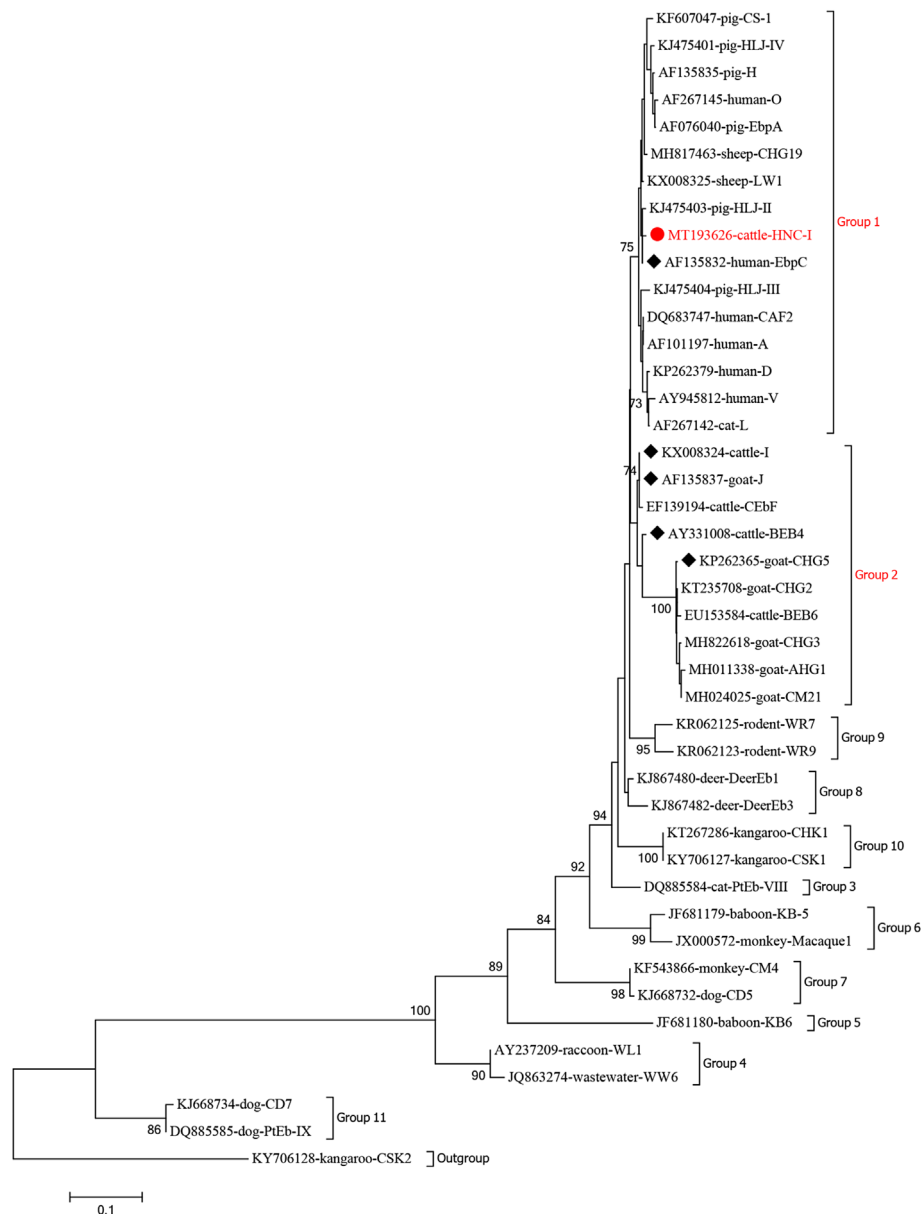 KF607047-pig-CS-1
KJ475401-pig-HLJ-IV
AF135835-pig-H
AF267145-human-O
AF076040-pig-EbpA
MH817463-sheep-CHG19
KX008325-sheep-LW1
KJ475403-pig-HLJ-II
Group 1
MT193626-cattle-HNC-I
75
AF135832-human-EbpC
KJ475404-pig-HLJ-III
DQ683747-human-CAF2
AF101197-human-A
KP262379-human-D
AY945812-human-V
73
AF267142-cat-L
KX008324-cattle-I
74
AF135837-goat-J
EF139194-cattle-CEbF
AY331008-cattle-BEB4
KP262365-goat-CHG5
Group 2
KT235708-goat-CHG2
100
EU153584-cattle-BEB6
MH822618-goat-CHG3
MH011338-goat-AHG1
MH024025-goat-CM21
KR062125-rodent-WR7
Group 9
95
KR062123-rodent-WR9
KJ867480-deer-DeerEb1
Group 8
KJ867482-deer-DeerEb3
94
KT267286-kangaroo-CHK1
Group 10
100
KY706127-kangaroo-CSK1
92
DQ885584-cat-PtEb-VIII
Group 3
JF681179-baboon-KB-5
Group 6
84
99
JX000572-monkey-Macaque1
KF543866-monkey-CM4
Group 7
89
98
KJ668732-dog-CD5
100
JF681180-baboon-KB6
Group 5
AY237209-raccoon-WL1
Group 4
90
JQ863274-wastewater-WW6
KJ668734-dog-CD7
Group 11
86
DQ885585-dog-PtEb-IX
KY706128-kangaroo-CSK2
Outgroup
0.1